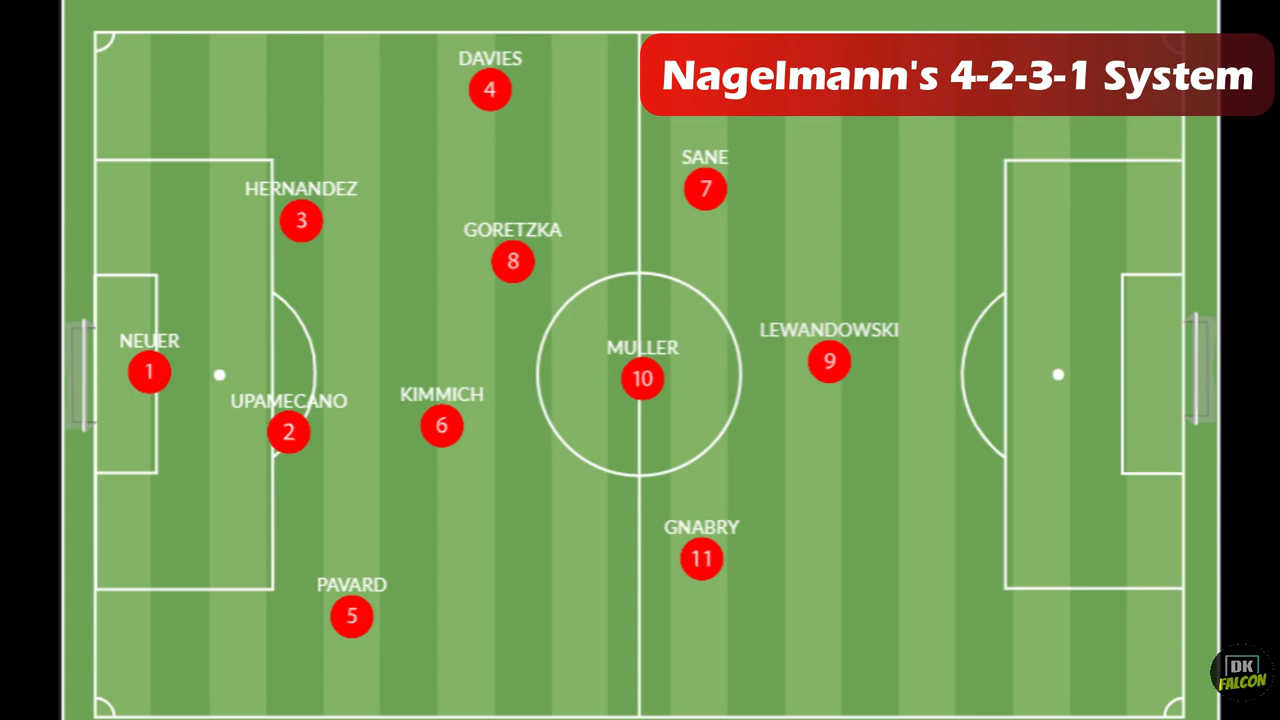 Nagelmann's 4-2-3-1 System
DAVIES
4
SANE
7
HERNANDEZ
3
GORETZKA
8
NEUER
1
UPAMECANO
2
KIMMICH
6
MULLER
10
LEWANDOWSKI
9
GNABRY
11
PAVARD
5
DK
FALCON